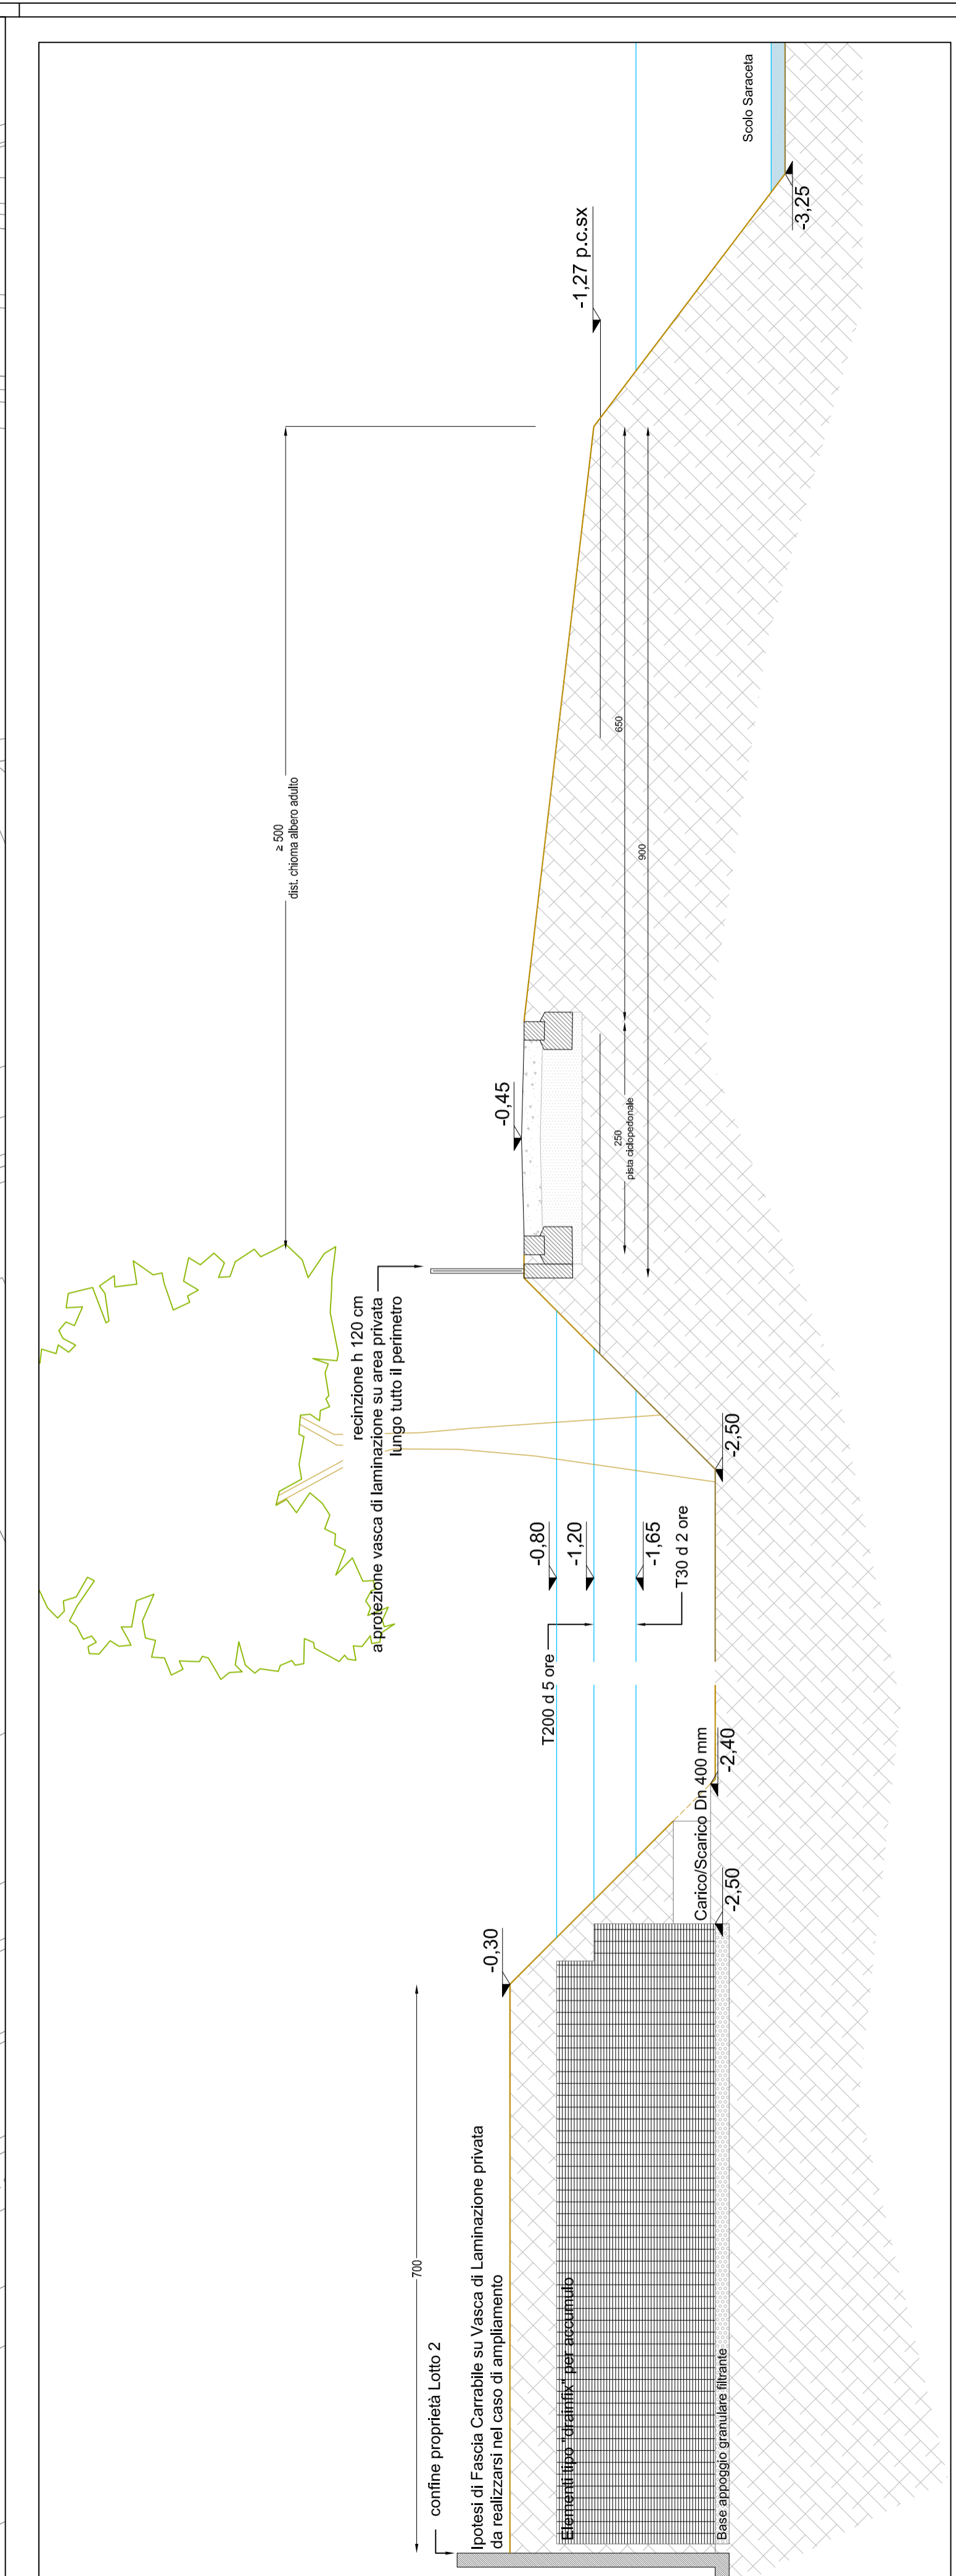 confine proprietà Lotto 2
700
Ipotesi di Fascia Carrabile su Vasca di Laminazione privata
da realizzarsi nel caso di ampliamento
-0,30
Elementi tipo "drainfix" per accumulo
Base appoggio granulare filtrante
Carico/Scarico Dn 400 mm
-2,50
-2,40
T200 d 5 ore
-0,80
-1,20
-1,65
T30 d 2 ore
-2,50
recinzione h 120 cm
a protezione vasca di laminazione su area privata
lungo tutto il perimetro
≥ 500
dist. chioma albero adulto
-0,45
250
pista ciclopedonale
650
900
-1,27 p.c.sx
Scolo Saraceta
-3,25